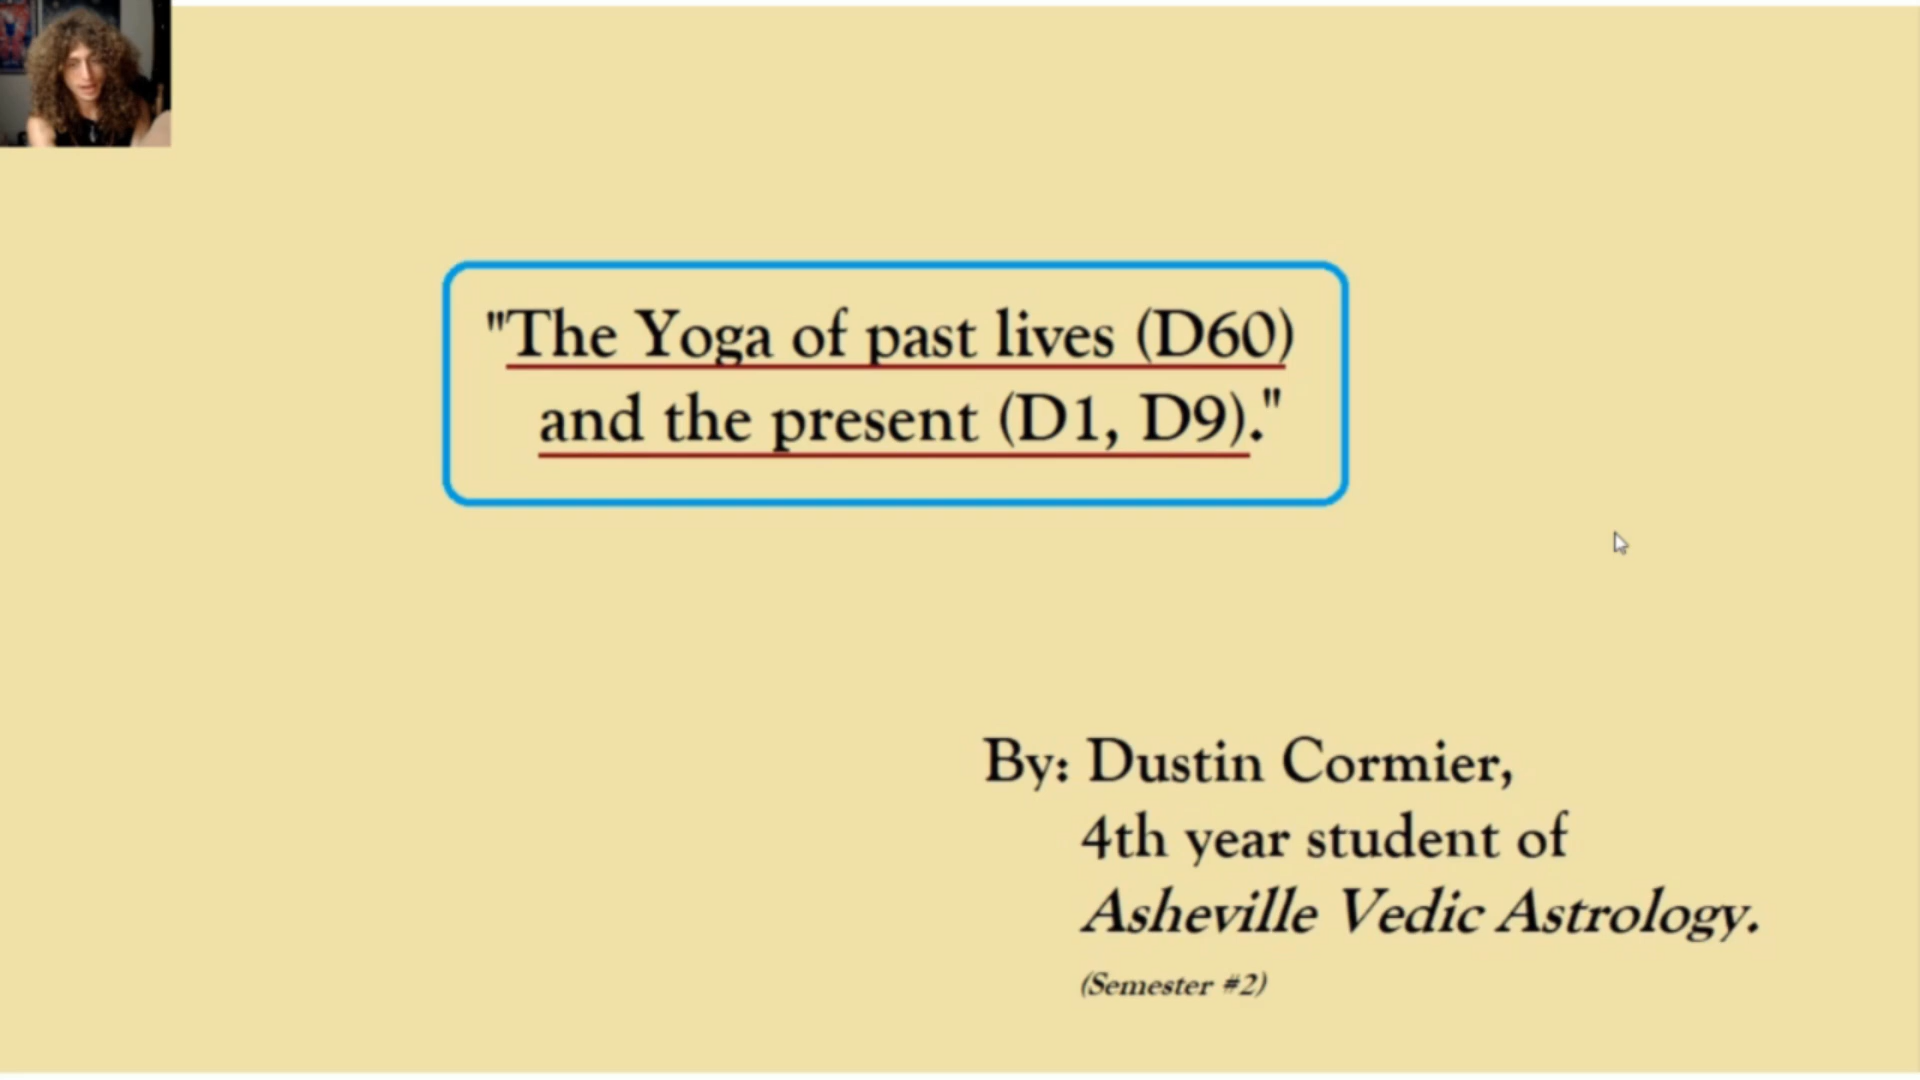 "The Yoga of past lives (D60)
and the present (D1, D9)."
By: Dustin Cormier,
4th year student of
Asheville Vedic Astrology.
(Semester #2)